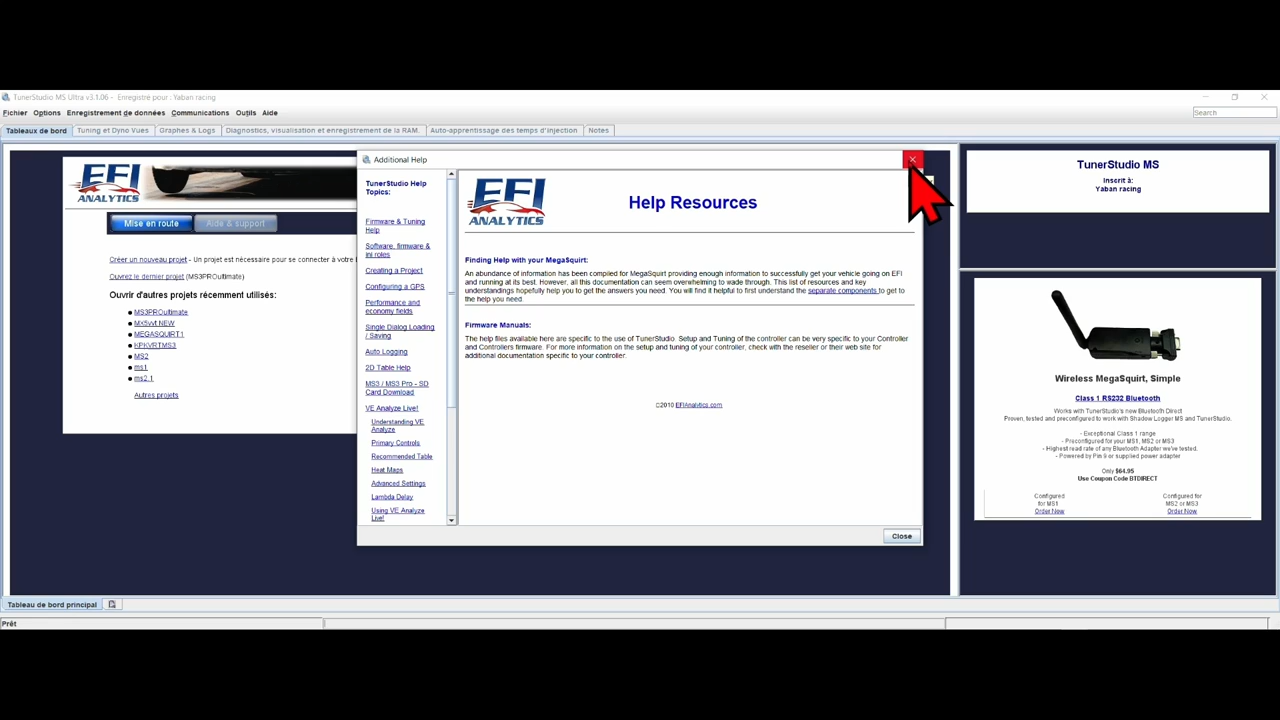 TunerStudio MS Ultra v3.1.06 - Enregistré pour : Yaban racing
Fichier Options Enregistrement de données Communications Outils Aide
Search
Tableaux de bord Tuning et Dyno Vues Graphes & Logs Diagnostics, visualisation et enregistrement de la RAM. Auto-apprentissage des temps d'injection Notes
EFI
ANALYTICS
Mise en route Aide & support
Créer un nouveau projet - Un projet est nécessaire pour se connecter à votre
Ouvrez le dernier projet (MS3PROultimate)
Ouvrir d'autres projets récemment utilisés:
MS3PROultimate
MX5vvt NEW
MEGASQUIRT1
KPKVRTMS3
MS2
ms1
ms2.1
Autres projets
Additional Help
TunerStudio Help
Topics:
Firmware & Tuning
Help
Software, firmware &
ini roles
Creating a Project
Configuring a GPS
Performance and
economy fields
Single Dialog Loading
/ Saving
Auto Logging
2D Table Help
MS3 / MS3 Pro - SD
Card Download
VE Analyze Live!
Understanding VE
Analyze
Primary Controls
Recommended Table
Heat Maps
Advanced Settings
Lambda Delay
Using VE Analyze
Live!
EFI
ANALYTICS
Help Resources
Finding Help with your MegaSquirt:
An abundance of information has been compiled for MegaSquirt providing enough information to successfully get your vehicle going on EFI
and running at its best. However, all this documentation can seem overwhelming to wade through. This list of resources and key
understandings hopefully help you to get the answers you need. You will find it helpful to first understand the separate components to get to
the help you need.
Firmware Manuals:
The help files available here are specific to the use of TunerStudio. Setup and Tuning of the controller can be very specific to your Controller
and Controllers firmware. For more information on the setup and tuning of your controller, check with the reseller or their web site for
additional documentation specific to your controller.
©2010 EFIAnalytics.com
Close
TunerStudio MS
Inscrit à:
Yaban racing
Wireless MegaSquirt, Simple
Class 1 RS232 Bluetooth
Works with TunerStudio's new Bluetooth Direct
Proven, tested and preconfigured to work with Shadow Logger MS and TunerStudio.
- Exceptional Class 1 range
- Preconfigured for your MS1, MS2 or MS3
- Highest read rate of any Bluetooth Adapter we've tested.
- Powered by Pin 9 or supplied power adapter
Only $64.95
Use Coupon Code BTDIRECT
Configured
for MS1
Order Now
Configured for
MS2 or MS3
Order Now
Tableau de bord principal
Prêt